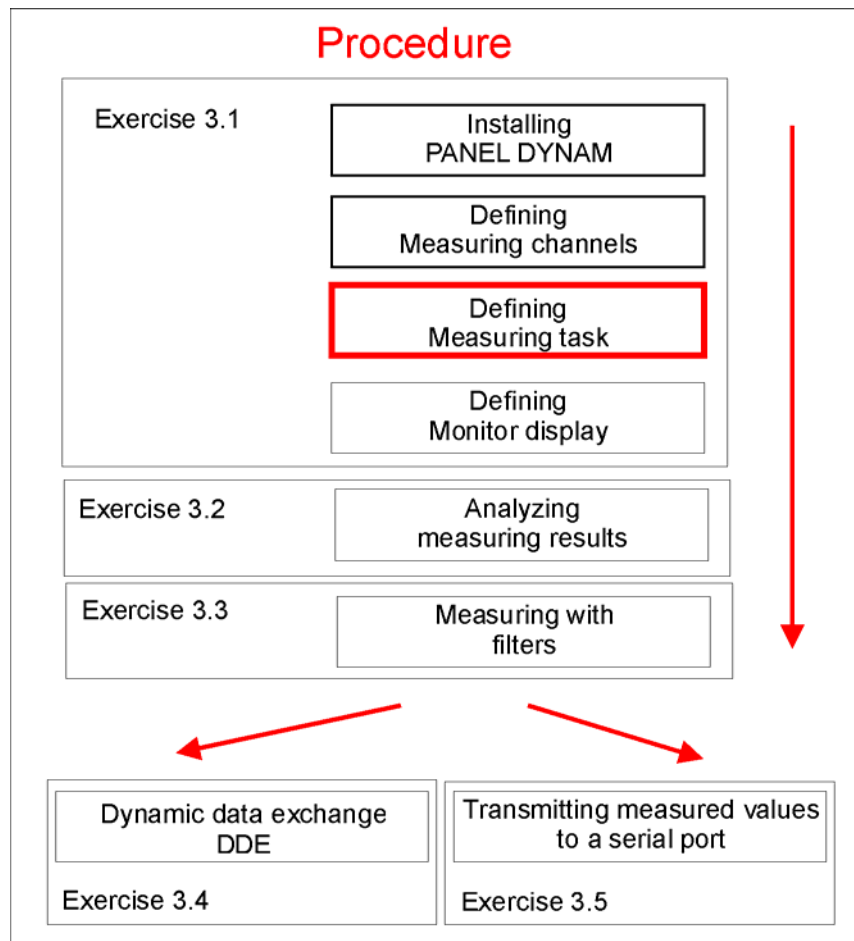 Procedure
Exercise 3.1
Installing
PANEL DYNAM
Defining
Measuring channels
Defining
Measuring task
Defining
Monitor display
Exercise 3.2
Analyzing
measuring results
Exercise 3.3
Measuring with
filters
Dynamic data exchange
DDE
Exercise 3.4
Transmitting measured values
to a serial port
Exercise 3.5